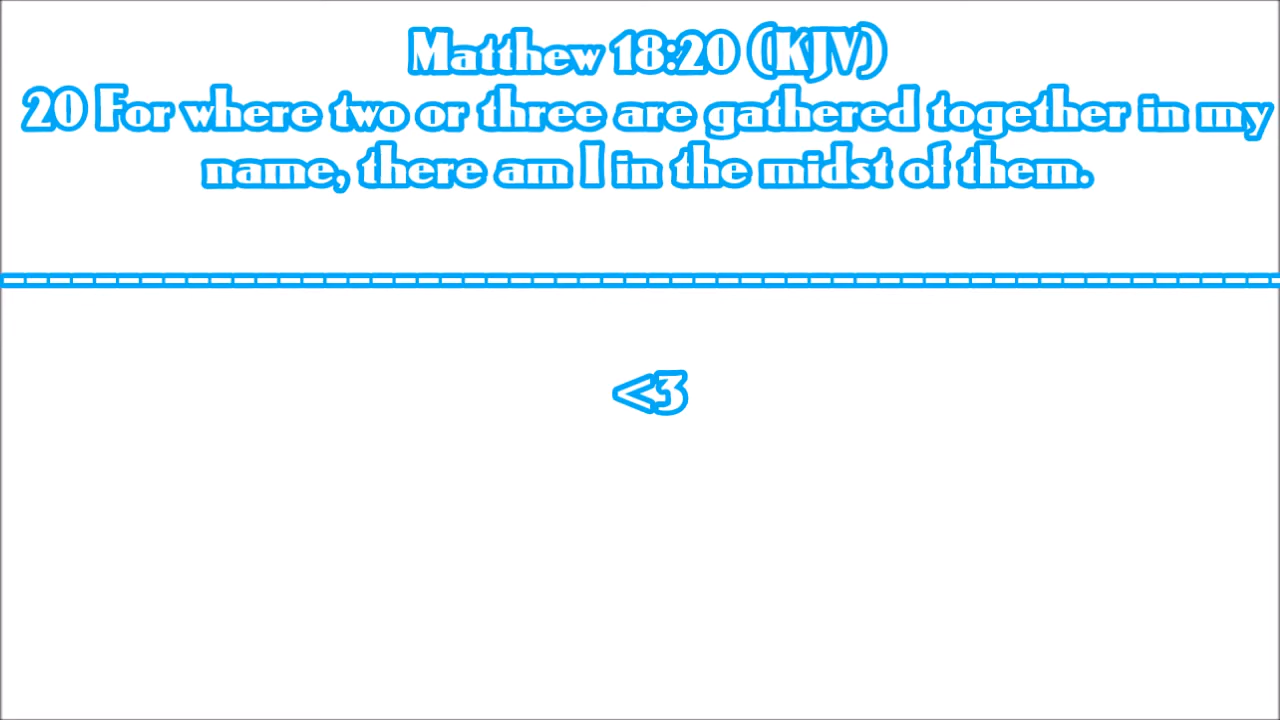 Matthew 18:20 (KJV)
20 For where two or three are gathered together in my
name, there am I in the midst of them.
<3